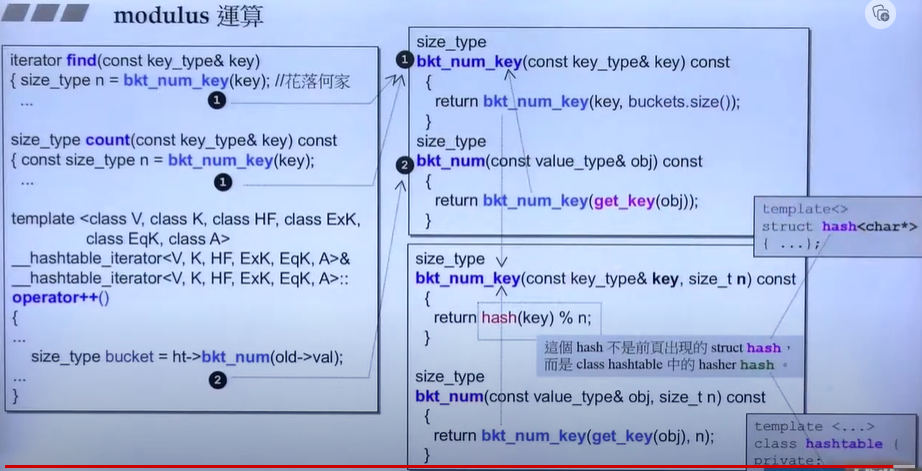 modulus 運算
iterator find(const key_type& key)
{ size_type n = bkt_num_key(key); //花落何家
...
1
size_type count(const key_type& key) const
{ const size_type n = bkt_num_key(key);
...
1
template <class V, class K, class HF, class ExK,
class EqK, class A>
__hashtable_iterator<V, K, HF, ExK, EqK, A>&
__hashtable_iterator<V, K, HF, ExK, EqK, A>::
operator++()
{
...
size_type bucket = ht->bkt_num(old->val);
...
2
}
size_type
1
bkt_num_key(const key_type& key) const
{
return bkt_num_key(key, buckets.size());
}
size_type
2
bkt_num(const value_type& obj) const
{
return bkt_num_key(get_key(obj));
}
size_type
bkt_num_key(const key_type& key, size_t n) const
{
return hash(key) % n;
}
size_type
bkt_num(const value_type& obj, size_t n) const
{
return bkt_num_key(get_key(obj), n);
}
template<>
struct hash<char*>
{ ...};
這個 hash 不是前頁出現的 struct hash，
而是 class hashtable 中的 hasher hash 。
template <...>
class hashtable {
private: